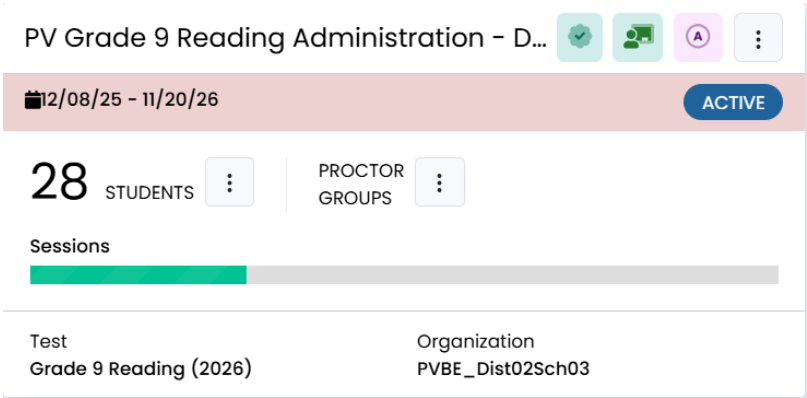 PV Grade 9 Reading Administration - D...
A
12/08/25 - 11/20/26
ACTIVE
28 STUDENTS
PROCTOR
GROUPS
Sessions
Test
Grade 9 Reading (2026)
Organization
PVBE_Dist02Sch03